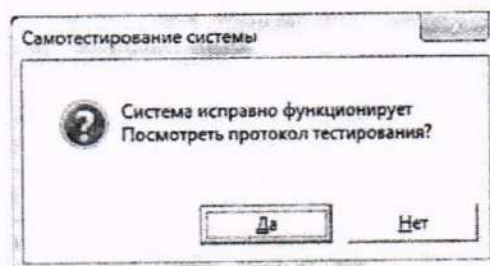 Самотестирование системы
Система исправно функционирует
Посмотреть протокол тестирования?
Да
Нет